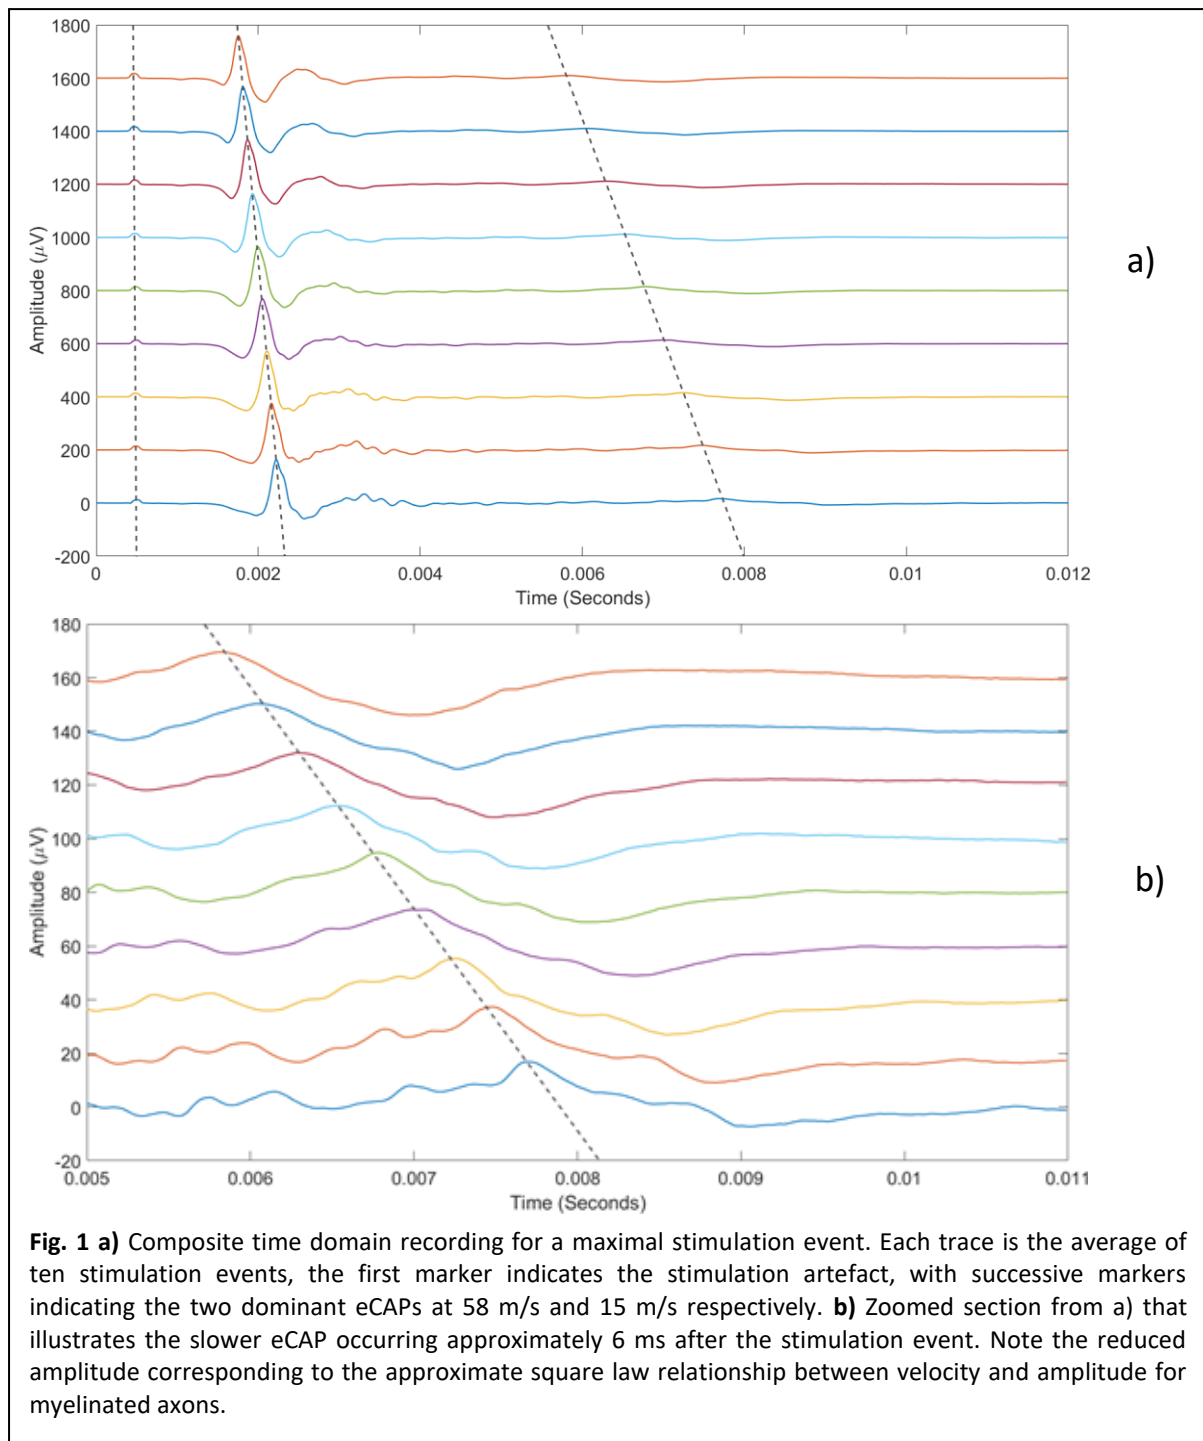 1800
1600
1400
1200
1000
800
600
400
200
0
-200
Amplitude (μV)
0 0.002 0.004 0.006 0.008 0.01 0.012
Time (Seconds)
a)
180
160
140
120
100
80
60
40
20
0
-20
Amplitude (μV)
0.005 0.006 0.007 0.008 0.009 0.01 0.011
Time (Seconds)
b)
Fig. 1 a) Composite time domain recording for a maximal stimulation event. Each trace is the average of
ten stimulation events, the first marker indicates the stimulation artefact, with successive markers
indicating the two dominant eCAPs at 58 m/s and 15 m/s respectively. b) Zoomed section from a) that
illustrates the slower eCAP occurring approximately 6 ms after the stimulation event. Note the reduced
amplitude corresponding to the approximate square law relationship between velocity and amplitude for
myelinated axons.